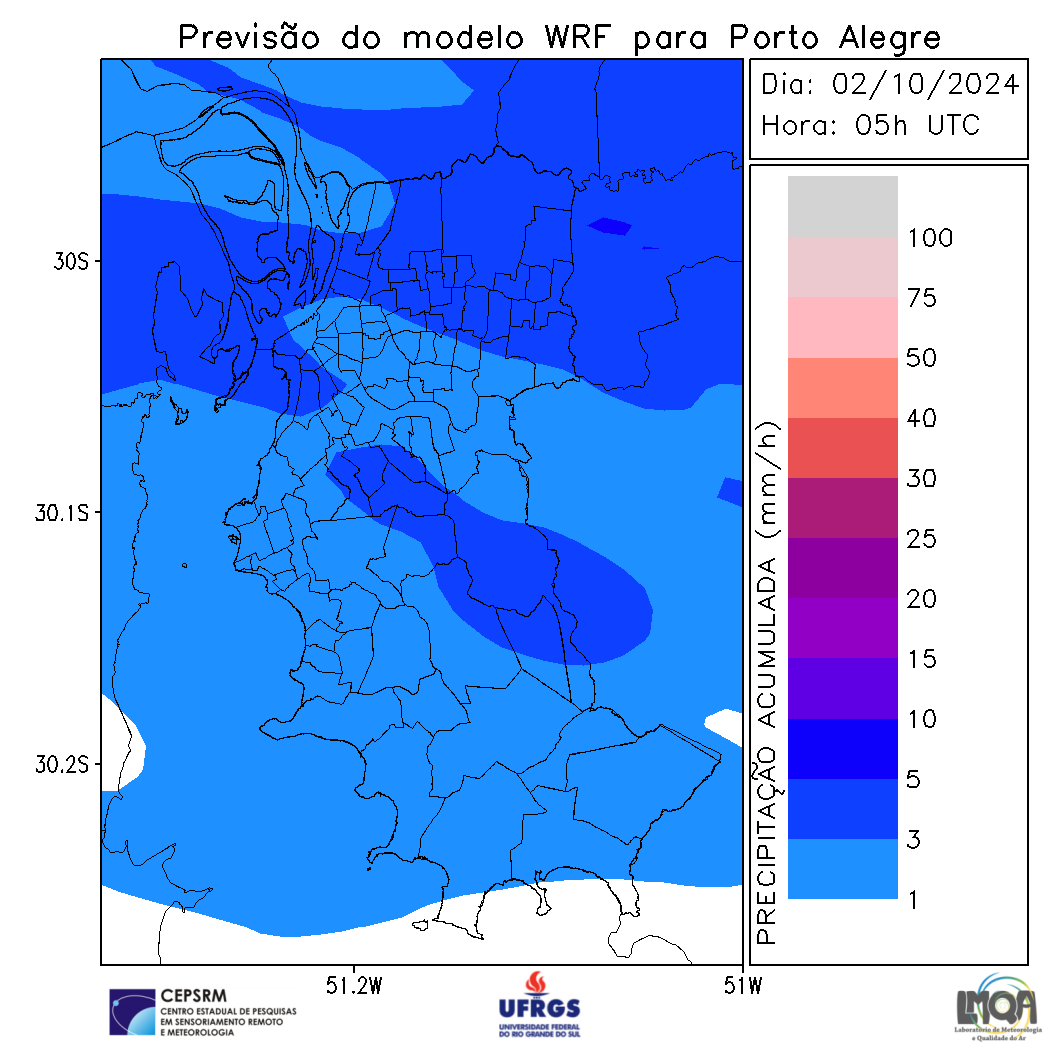 Previsão do modelo WRF para Porto Alegre
Dia: 02/10/2024
Hora: 05h UTC
30S
30.1S
30.2S
51.2W
51W
PRECIPITAÇÃO ACUMULADA (mm/h)
100
75
50
40
30
25
20
15
10
5
3
1
CEPSRM
CENTRO ESTADUAL DE PESQUISAS
EM SENSORIAMENTO REMOTO
E METEOROLOGIA
UFRGS
UNIVERSIDADE FEDERAL
DO RIO GRANDE DO SUL
LMQA
Laboratório de Meteorologia
e Qualidade do Ar